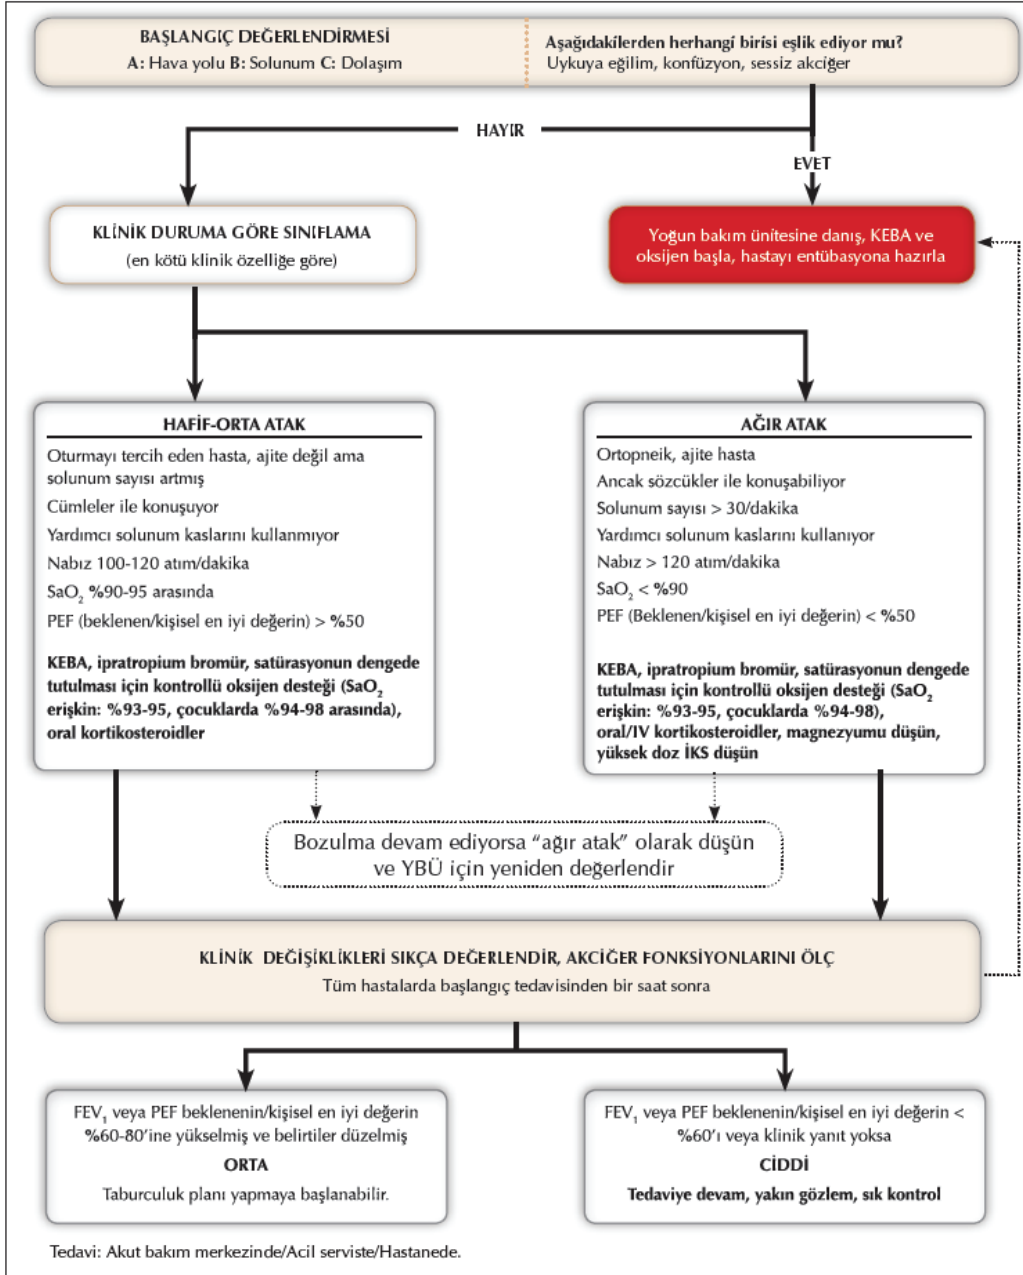 BAŞLANGIÇ DEĞERLENDİRMESİ
A: Hava yolu B: Solunum C: Dolaşım
Aşağıdakilerden herhangi birisi eşlik ediyor mu?
Uykuya eğilim, konfüzyon, sessiz akciğer
HAYIR
EVET
KLİNİK DURUMA GÖRE SINIFLAMA
(en kötü klinik özelliğe göre)
Yoğun bakım ünitesine danış, KEBA ve
oksijen başla, hastayı entübasyona hazırla
HAFİF-ORTA ATAK
Oturmayı tercih eden hasta, ajite değil ama
solunum sayısı artmış
Cümleler ile konuşuyor
Yardımcı solunum kaslarını kullanmıyor
Nabız 100-120 atım/dakika
SaO₂ %90-95 arasında
PEF (beklenen/kişisel en iyi değerin) > %50
KEBA, ipratropium bromür, satürasyonun dengede
tutulması için kontrollü oksijen desteği (SaO₂
erişkin: %93-95, çocuklarda %94-98 arasında),
oral kortikosteroidler
AĞIR ATAK
Ortopneik, ajite hasta
Ancak sözcükler ile konuşabiliyor
Solunum sayısı > 30/dakika
Yardımcı solunum kaslarını kullanıyor
Nabız > 120 atım/dakika
SaO₂ < %90
PEF (Beklenen/kişisel en iyi değerin) < %50
KEBA, ipratropium bromür, satürasyonun dengede
tutulması için kontrollü oksijen desteği (SaO₂
erişkin: %93-95, çocuklarda %94-98),
oral/IV kortikosteroidler, magnezyumu düşün,
yüksek doz İKS düşün
Bozulma devam ediyorsa “ağır atak” olarak düşün
ve YBÜ için yeniden değerlendir
KLİNİK DEĞİŞİKLİKLERİ SIKÇA DEĞERLENDİR, AKCİĞER FONKSİYONLARINI ÖLÇ
Tüm hastalarda başlangıç tedavisinden bir saat sonra
FEV₁ veya PEF beklenenin/kişisel en iyi değerin
%60-80’ine yükselmiş ve belirtiler düzelmiş
ORTA
Taburculuk planı yapmaya başlanabilir.
FEV₁ veya PEF beklenenin/kişisel en iyi değerin <
%60’ı veya klinik yanıt yoksa
CİDDİ
Tedaviye devam, yakın gözlem, sık kontrol
Tedavi: Akut bakım merkezinde/Acil serviste/Hastanede.